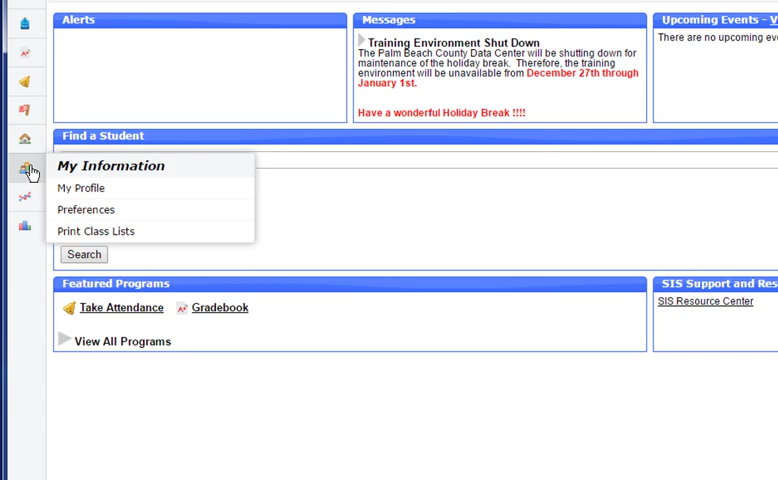 Alerts
Messages
Upcoming Events -
Training Environment Shut Down
The Palm Beach County Data Center will be shutting down for
maintenance of the holiday break. Therefore, the training
environment will be unavailable from December 27th through
January 1st.
Have a wonderful Holiday Break !!!!
There are no upcoming
Find a Student
My Information
My Profile
Preferences
Print Class Lists
Search
Featured Programs
Take Attendance
Gradebook
View All Programs
SIS Support and
SIS Resource Center